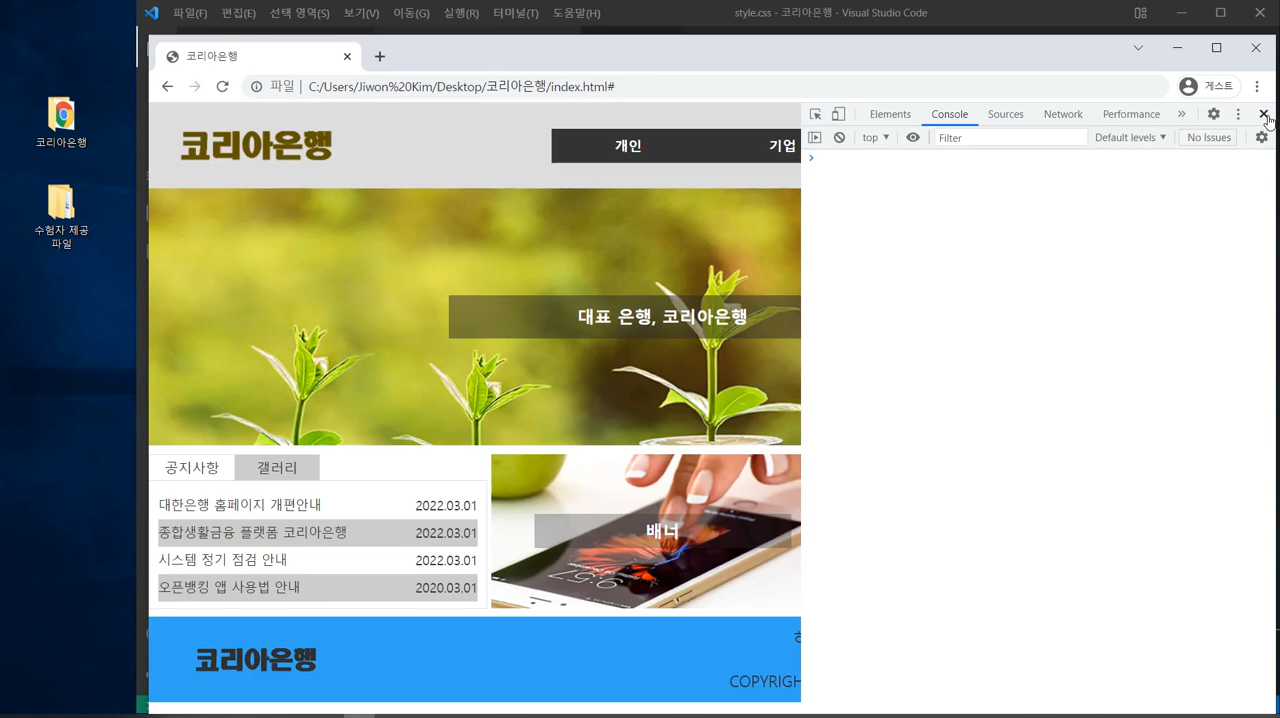 파일(F) 편집(E) 선택 영역(S) 보기(V) 이동(G) 실행(R) 터미널(T) 도움말(H) style.css - 코리아은행 - Visual Studio Code
코리아은행
파일 C:/Users/Jiwon%20Kim/Desktop/코리아은행/index.html# 게스트
코리아은행
수험자 제공
파일
Elements Console Sources Network Performance »
top Filter Default levels No Issues
코리아은행 개인 기업
대표 은행, 코리아은행
공지사항 갤러리
대한은행 홈페이지 개편안내 2022.03.01
종합생활금융 플랫폼 코리아은행 2022.03.01
시스템 정기 점검 안내 2022.03.01
오픈뱅킹 앱 사용법 안내 2020.03.01
배너
9:57
코리아은행
COPYRIGH